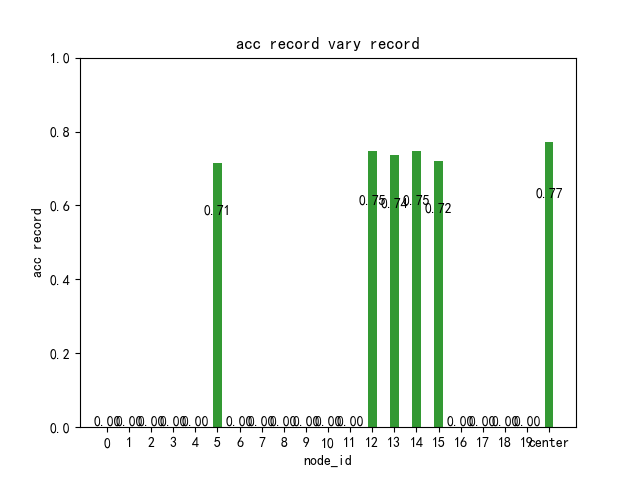 acc record vary record
1.0
0.8
0.6
0.4
0.2
0.0
acc record
0.00 0.00 0.00 0.00 0.00 0.71 0.00 0.00 0.00 0.00 0.00 0.00 0.75 0.74 0.75 0.72 0.00 0.00 0.00 0.00 0.77
0 1 2 3 4 5 6 7 8 9 10 11 12 13 14 15 16 17 18 19 center
node_id